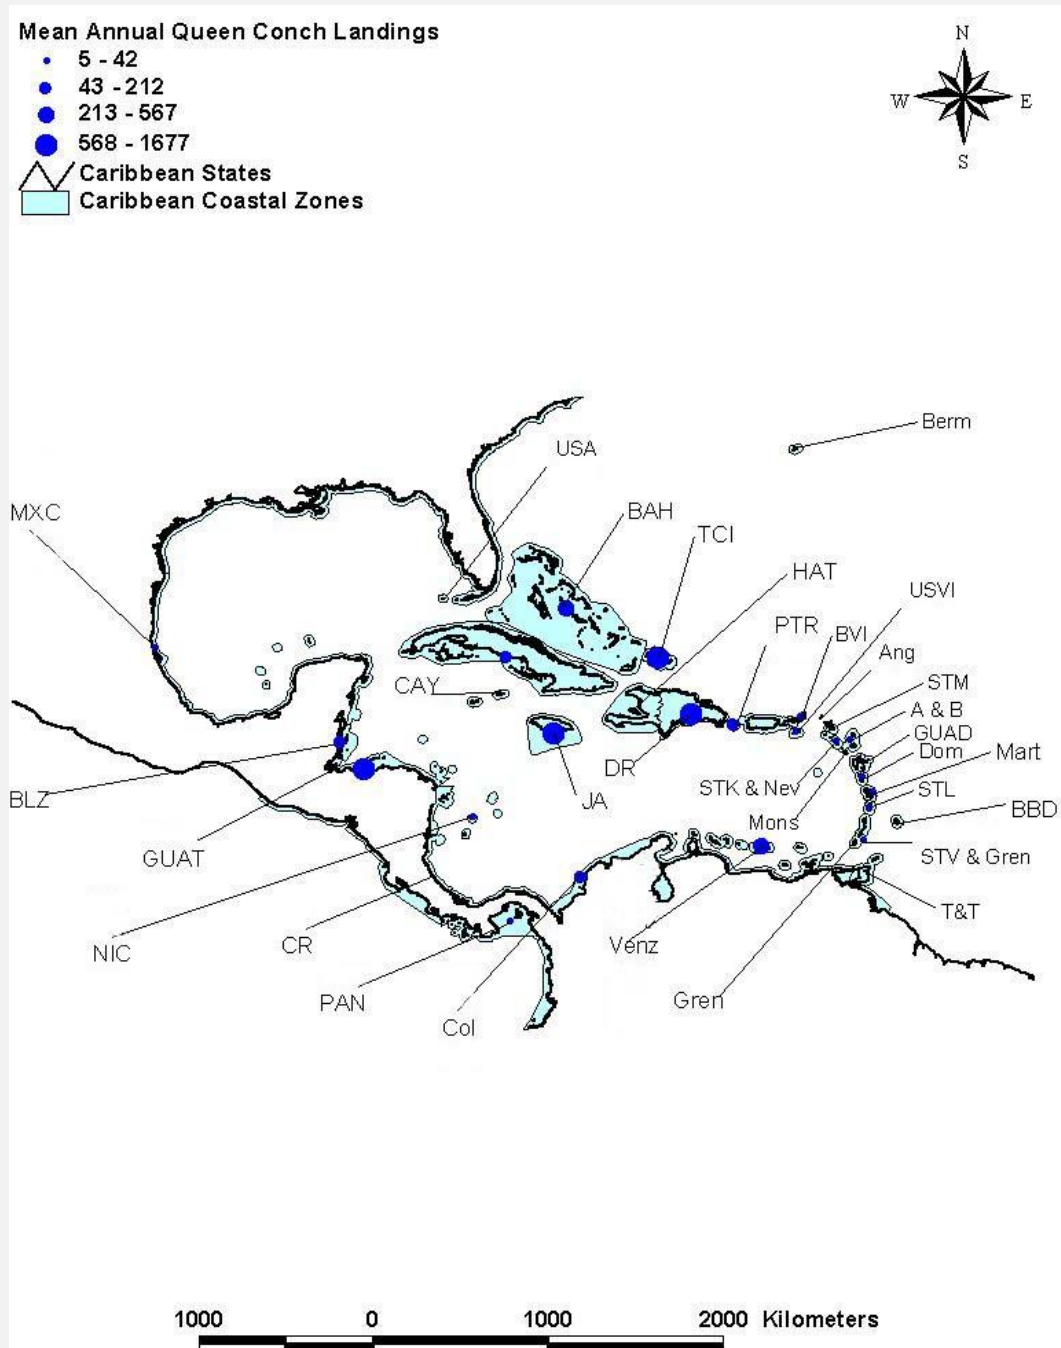 Mean Annual Queen Conch Landings
5 - 42
43 - 212
213 - 567
568 - 1677
Caribbean States
Caribbean Coastal Zones
N
W E
S
Berm
USA
MXC
BAH
TCI
HAT
USVI
PTR
BVI
Ang
CAY
STM
A & B
GUAD
Dom
Mart
DR
STK & Nev
STL
BLZ
JA
BBD
Mons
GUAT
STV & Gren
T&T
NIC
CR
Venz
PAN
Gren
Col
1000 0 1000 2000 Kilometers